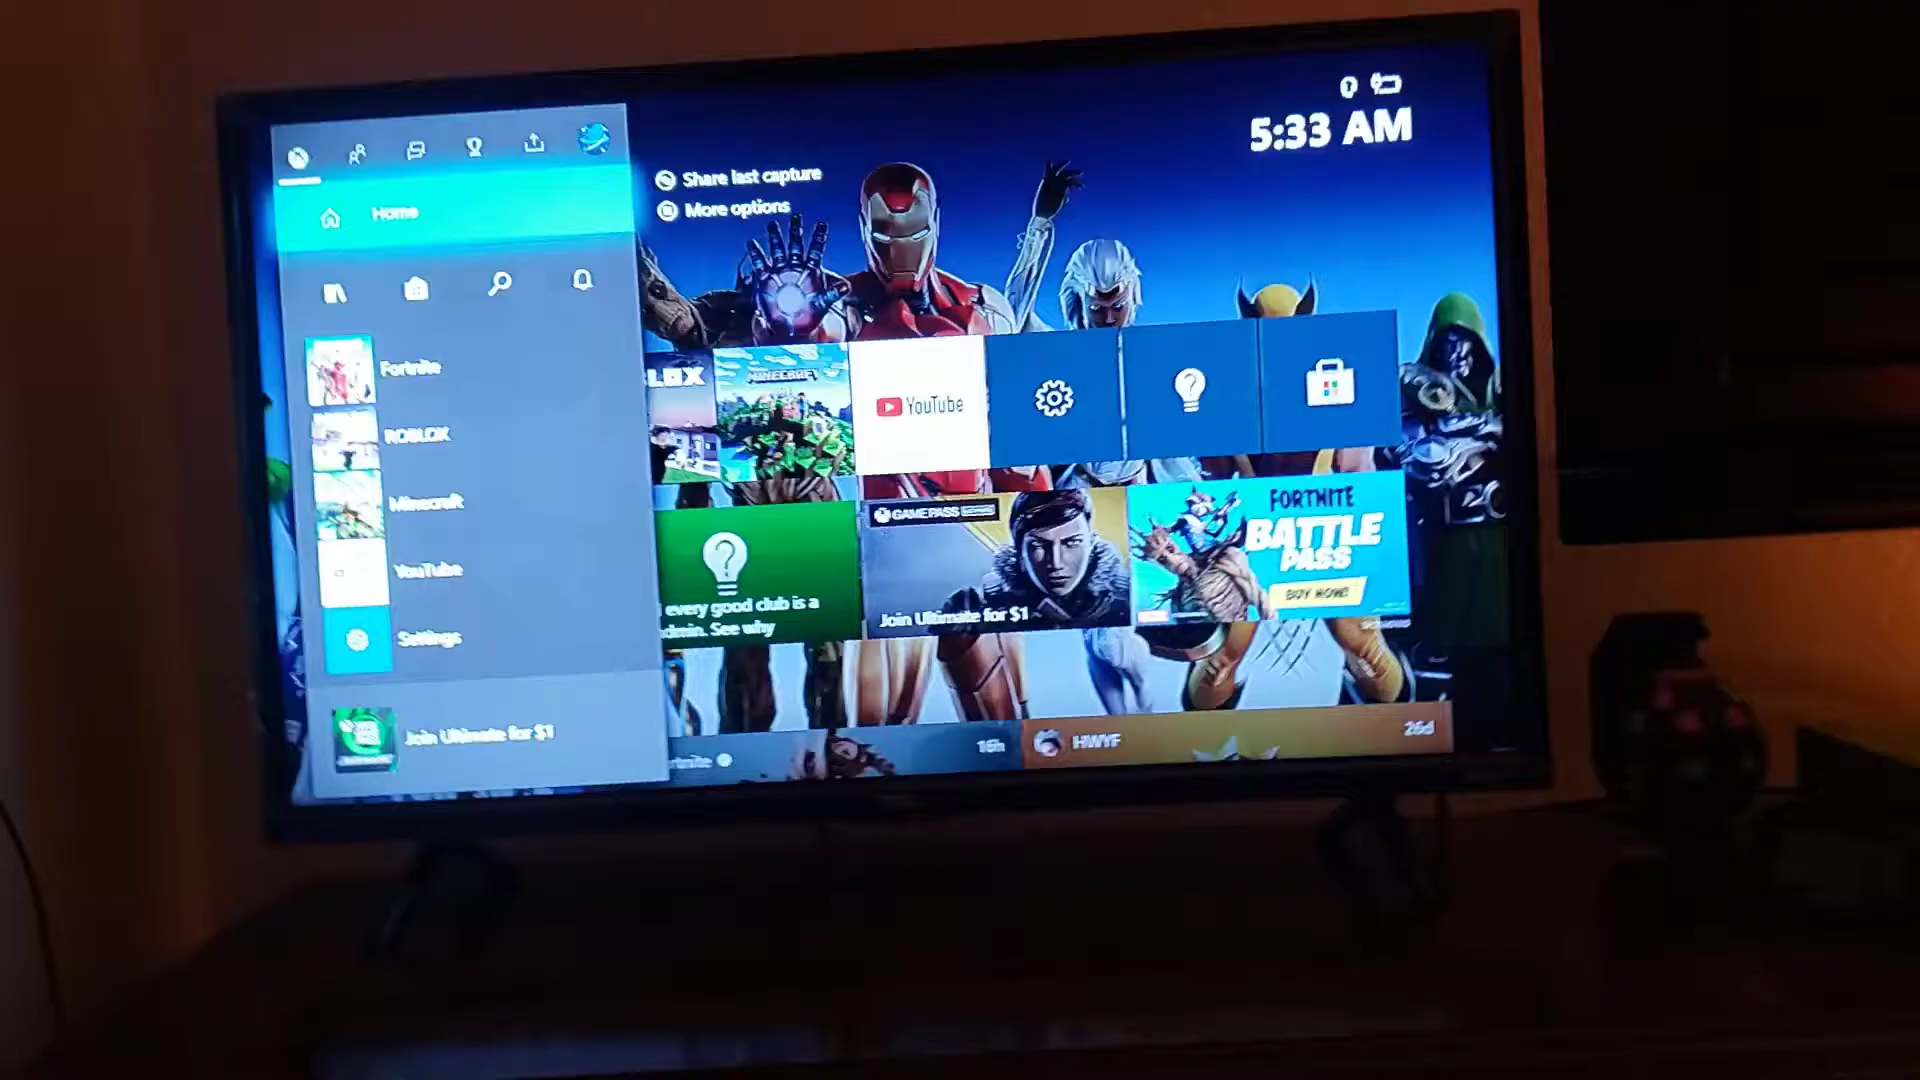 5:33 AM
Share last capture
More options
Home
Fortnite
ROBLOX
Minecraft
YouTube
Settings
Join Ultimate for $1
LOX
MINECRAFT
YouTube
every good club is a
dmin. See why
GAME PASS
Join Ultimate for $1
FORTNITE
BATTLE
PASS
BUY NOW!
rtnite
16h
HWYF
26d